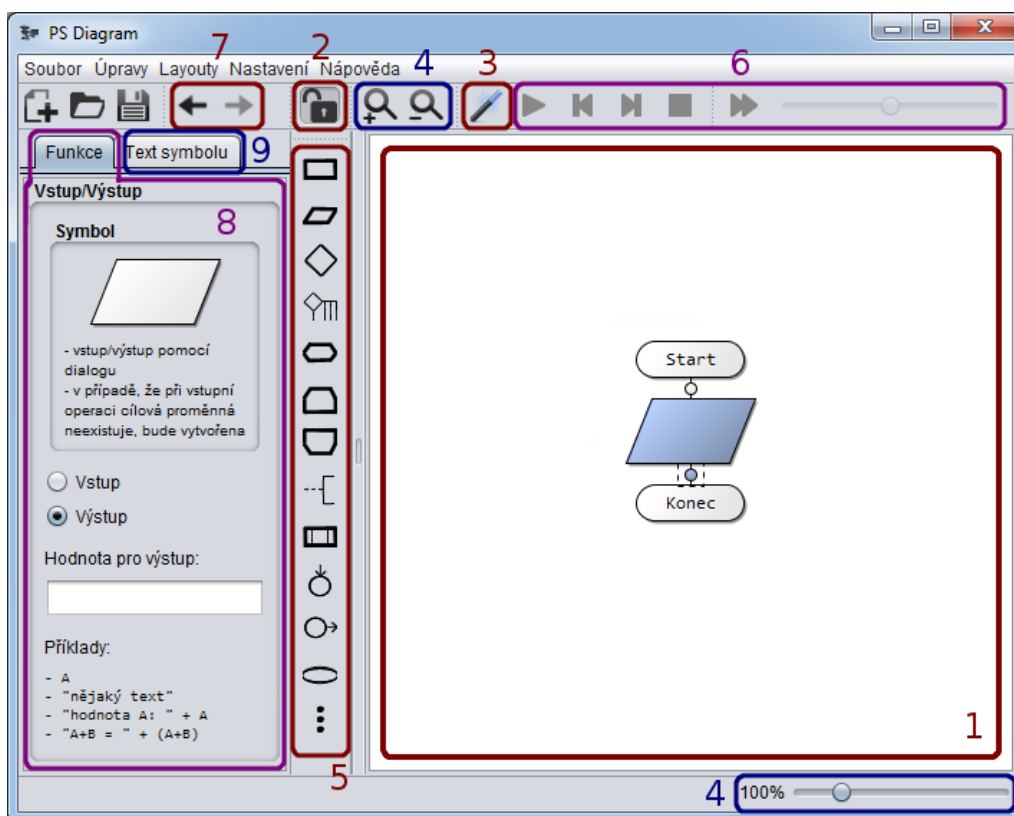 PS Diagram
Soubor Úpravy Layouty Nastavení Nápověda
7
2
4
3
6
Funkce
Text symbolu
9
Vstup/Výstup
8
Symbol
- vstup/výstup pomocí
dialogu
- v případě, že při vstupní
operaci cílová proměnná
neexistuje, bude vytvořena
Vstup
Výstup
Hodnota pro výstup:
Příklady:
- A
- "nějaký text"
- "hodnota A: " + A
- "A+B = " + (A+B)
5
Start
Konec
1
4
100%